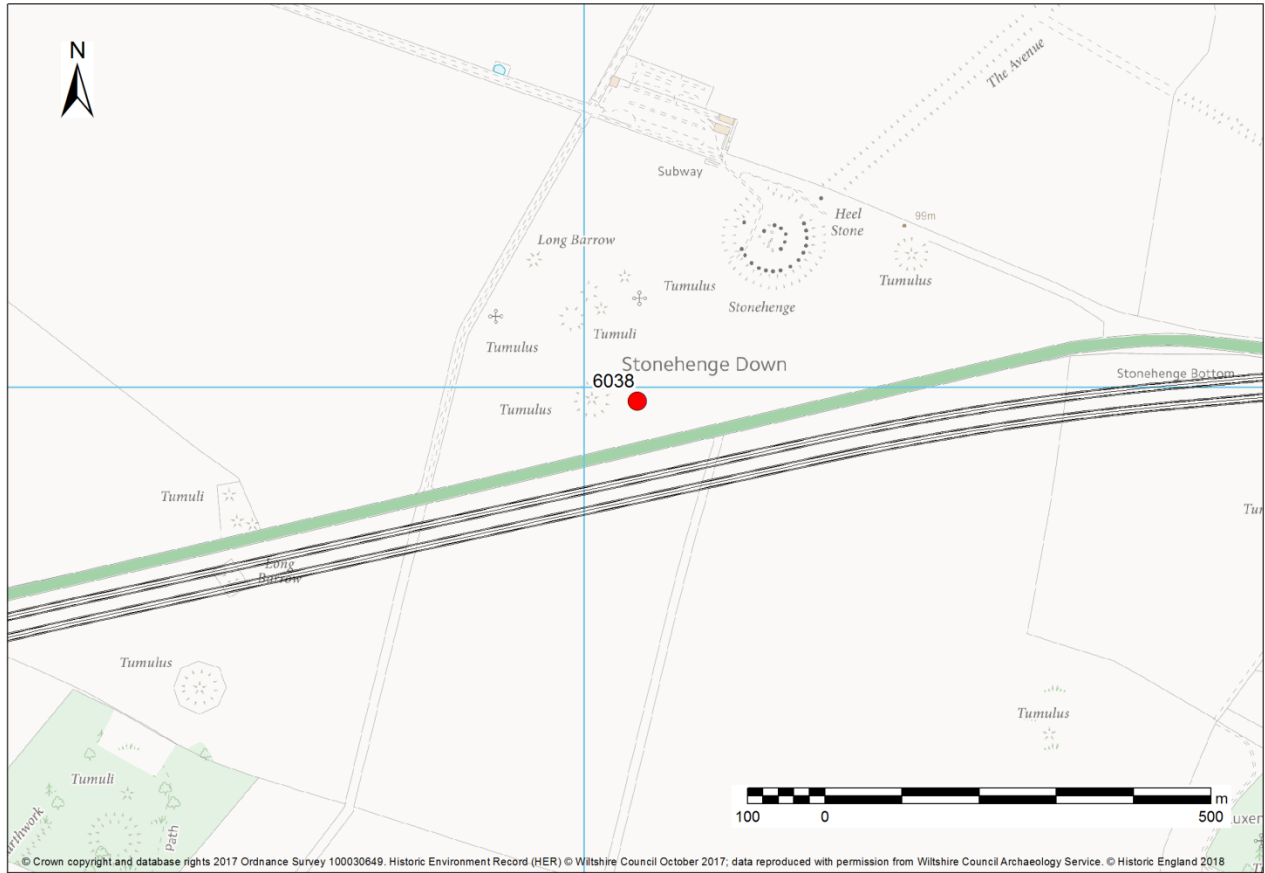 N
The Avenue
Subway
Heel
Stone
99m
Long Barrow
Tumulus
Tumulus
Stonehenge
Tumuli
Tumulus
Stonehenge Down
Stonehenge Bottom
6038
Tumulus
Tumuli
Long
Barrow
Tumulus
Tumulus
Tumuli
Path
m
100
0
500
© Crown copyright and database rights 2017 Ordnance Survey 100030649. Historic Environment Record (HER) © Wiltshire Council October 2017; data reproduced with permission from Wiltshire Council Archaeology Service. © Historic England 2018